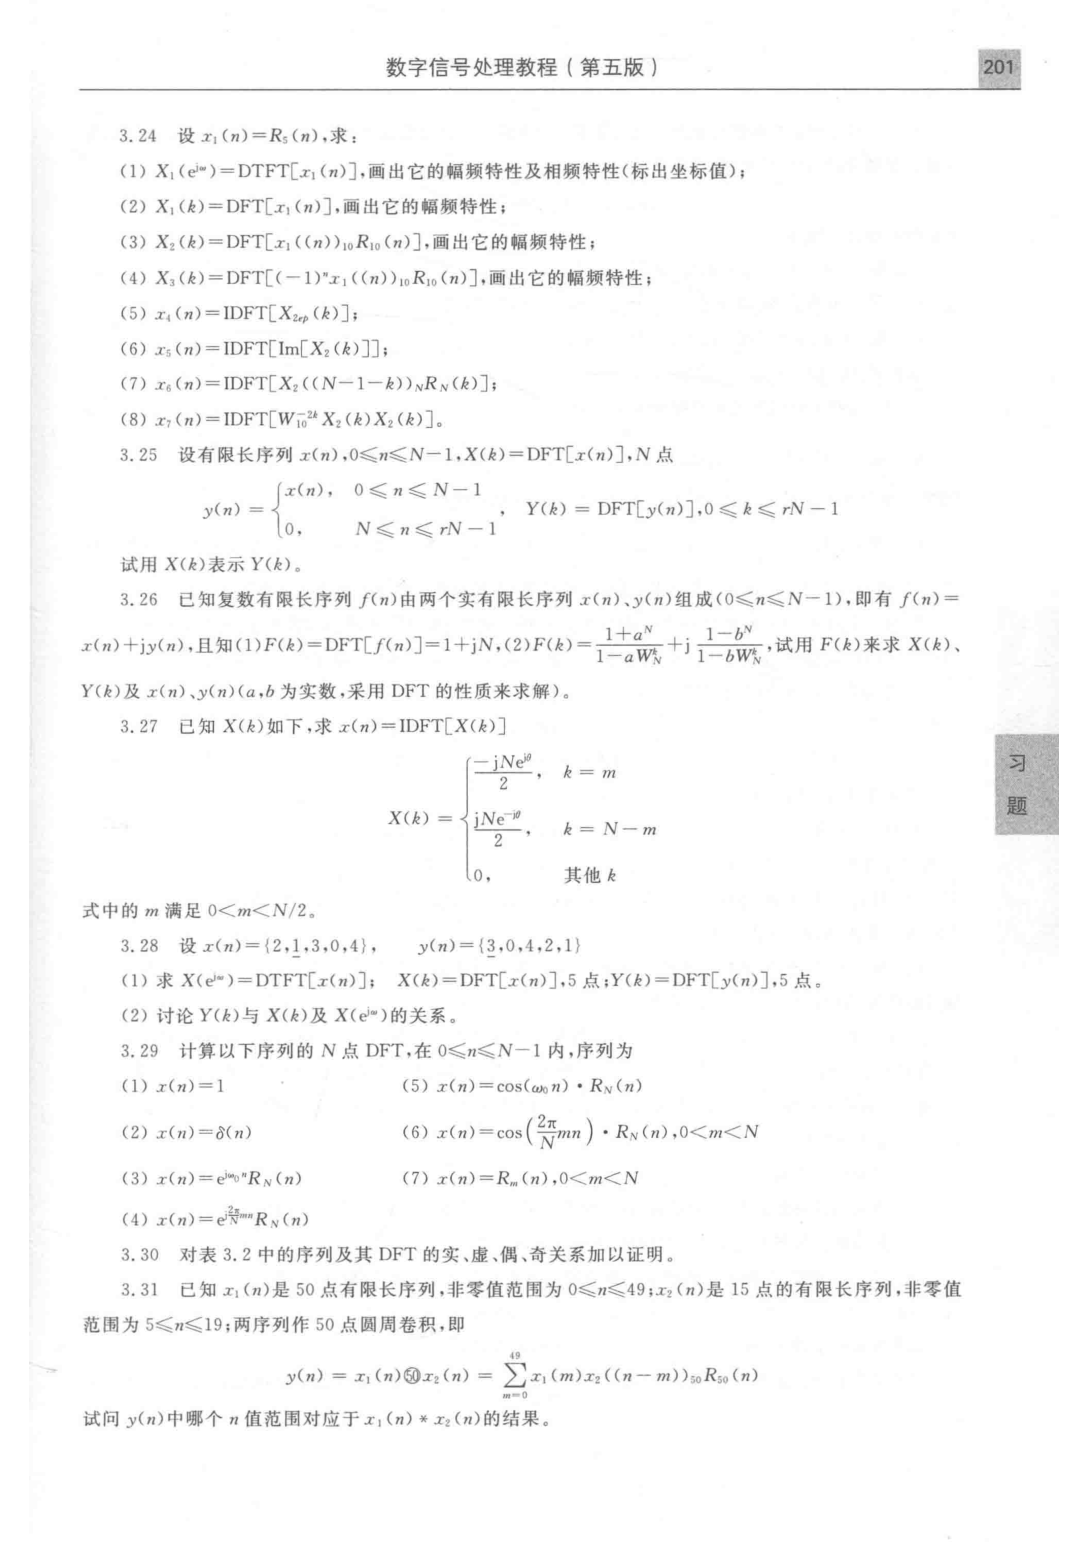 数字信号处理教程(第五版)
201
3.24 设 x₁(n)=R₅(n),求:
(1) X₁(e^{jω})=DTFT[x₁(n)],画出它的幅频特性及相频特性(标出坐标值);
(2) X₁(k)=DFT[x₁(n)],画出它的幅频特性;
(3) X₂(k)=DFT[x₁((n))₁₀R₁₀(n)],画出它的幅频特性;
(4) X₃(k)=DFT[(-1)ⁿx₁((n))₁₀R₁₀(n)],画出它的幅频特性;
(5) x₄(n)=IDFT[X_{2ep}(k)];
(6) x₅(n)=IDFT[Im[X₂(k)]];
(7) x₆(n)=IDFT[X₂((N-1-k))_N R_N(k)];
(8) x₇(n)=IDFT[W₁₀^{-2k}X₂(k)X₂(k)]。
3.25 设有限长序列 x(n),0≤n≤N-1,X(k)=DFT[x(n)],N 点
y(n) = { x(n), 0≤n≤N-1
0, N≤n≤rN-1 , Y(k) = DFT[y(n)],0≤k≤rN-1
试用 X(k)表示 Y(k)。
3.26 已知复数有限长序列 f(n)由两个实有限长序列 x(n)、y(n)组成(0≤n≤N-1),即有 f(n)=
x(n)+jy(n),且知(1)F(k)=DFT[f(n)]=1+jN,(2)F(k)=\frac{1+a^N}{1-aW_N^k}+j\frac{1-b^N}{1-bW_N^k},试用 F(k)来求 X(k)、
Y(k)及 x(n)、y(n)(a,b 为实数,采用 DFT 的性质来求解)。
3.27 已知 X(k)如下,求 x(n)=IDFT[X(k)]
X(k) = { \frac{-jNe^{jθ}}{2}, k = m
\frac{jNe^{-jθ}}{2}, k = N-m
0, 其他 k
式中的 m 满足 0<m<N/2。
3.28 设 x(n)={2,1,3,0,4}, y(n)={3,0,4,2,1}
(1) 求 X(e^{jω})=DTFT[x(n)]; X(k)=DFT[x(n)],5 点;Y(k)=DFT[y(n)],5 点。
(2) 讨论 Y(k)与 X(k)及 X(e^{jω})的关系。
3.29 计算以下序列的 N 点 DFT,在 0≤n≤N-1 内,序列为
(1) x(n)=1 (5) x(n)=cos(ω₀n)·R_N(n)
(2) x(n)=δ(n) (6) x(n)=cos(\frac{2π}{N}mn)·R_N(n),0<m<N
(3) x(n)=e^{jω₀n}R_N(n) (7) x(n)=R_m(n),0<m<N
(4) x(n)=e^{j\frac{2π}{N}mn}R_N(n)
3.30 对表 3.2 中的序列及其 DFT 的实、虚、偶、奇关系加以证明。
3.31 已知 x₁(n)是 50 点有限长序列,非零值范围为 0≤n≤49;x₂(n)是 15 点的有限长序列,非零值
范围为 5≤n≤19;两序列作 50 点圆周卷积,即
y(n) = x₁(n)㊿x₂(n) = \sum_{m=0}^{49} x₁(m)x₂((n-m))₅₀R₅₀(n)
试问 y(n)中哪个 n 值范围对应于 x₁(n) * x₂(n)的结果。
习
题